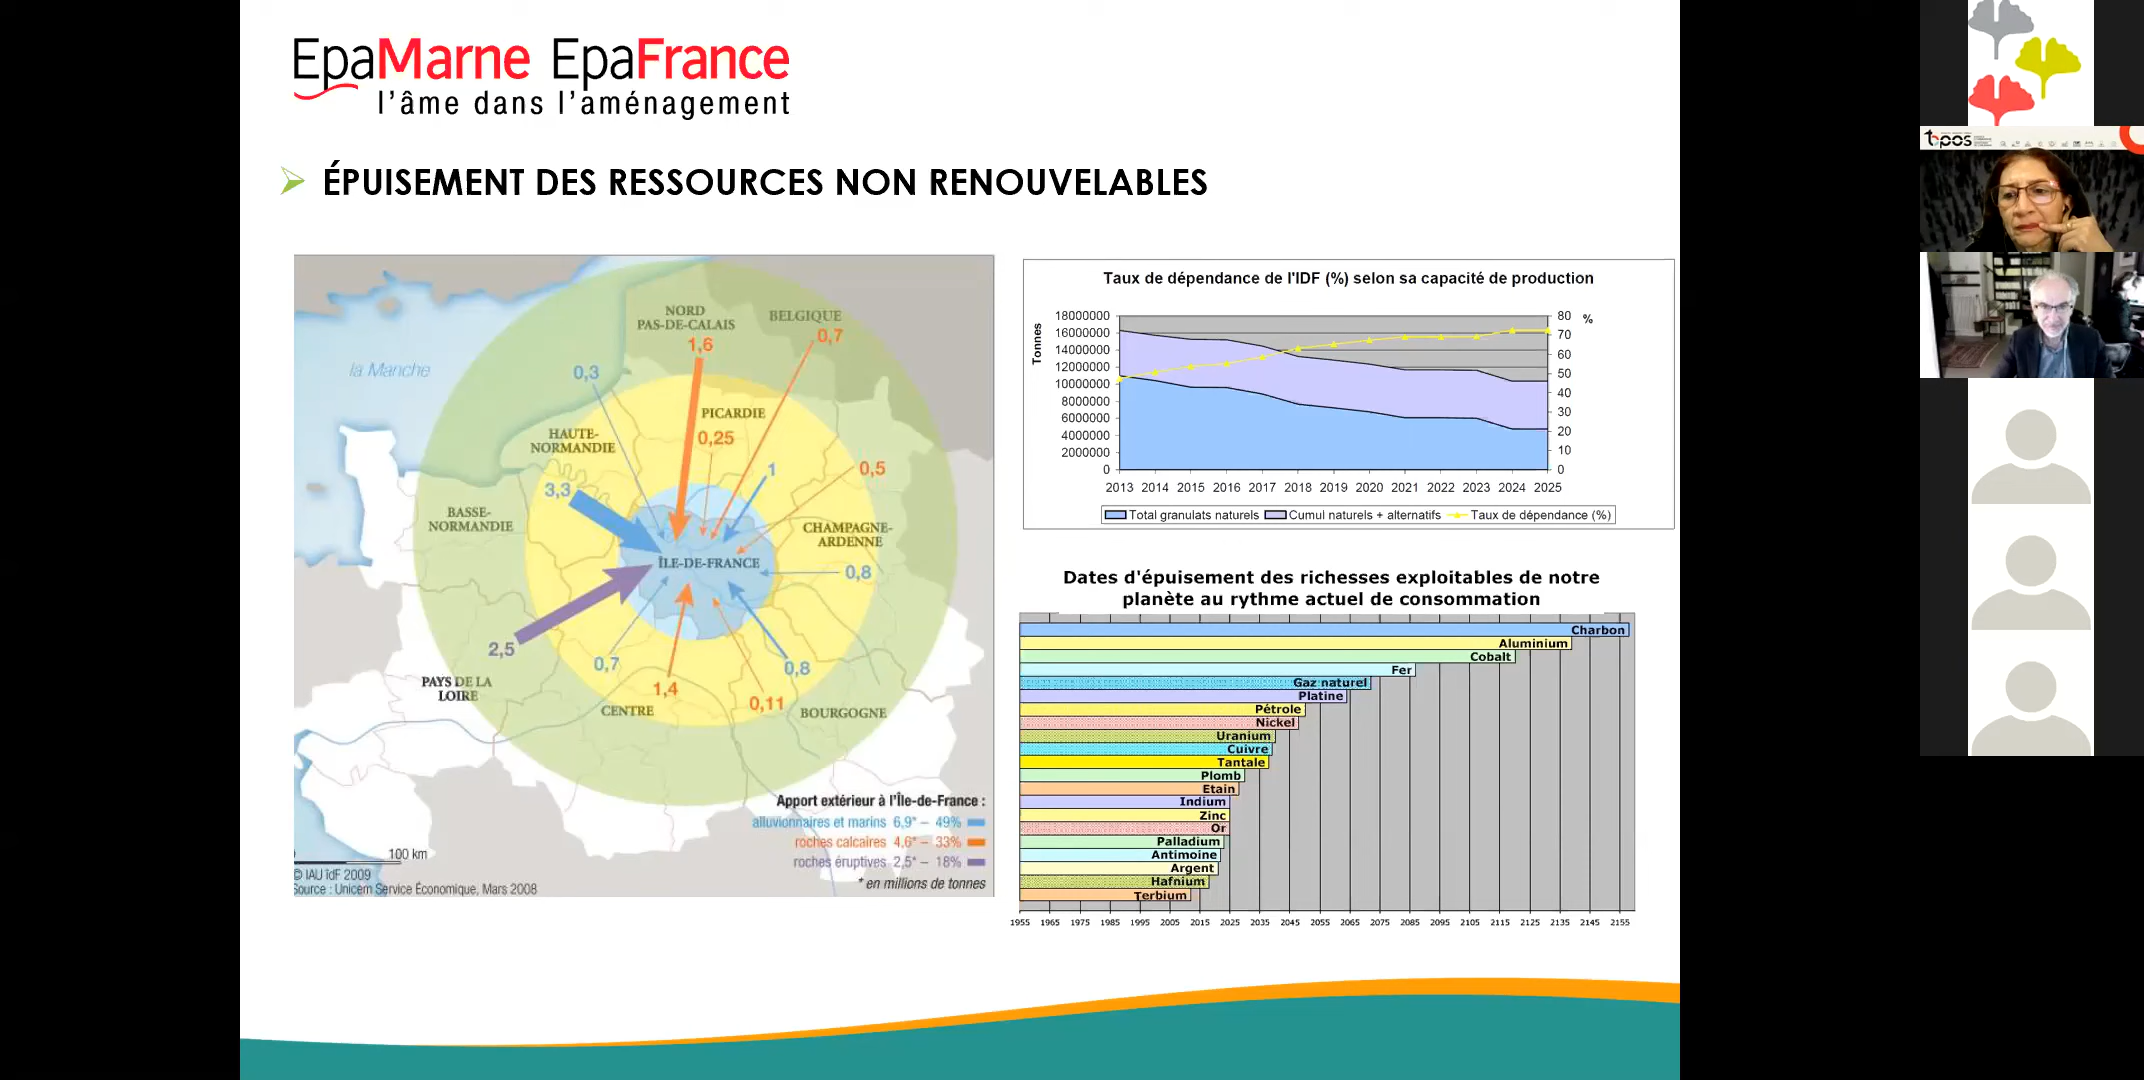 EpaMarne EpaFrance
l'âme dans l'aménagement
ÉPUISEMENT DES RESSOURCES NON RENOUVELABLES
la Manche
NORD
PAS-DE-CALAIS
1,6
BELGIQUE
0,7
0,3
PICARDIE
0,25
HAUTE-
NORMANDIE
3,3
1
0,5
BASSE-
NORMANDIE
CHAMPAGNE-
ARDENNE
ÎLE-DE-FRANCE
0,8
2,5
0,7
0,8
PAYS DE LA
LOIRE
1,4
0,11
CENTRE
BOURGOGNE
Apport extérieur à l'Île-de-France :
alluvionnaires et marins 6,9* – 49%
roches calcaires 4,6* – 33%
roches éruptives 2,5* – 18%
* en millions de tonnes
100 km
© IAU îdF 2009
Source : Unicem Service Économique, Mars 2008
Taux de dépendance de l'IDF (%) selon sa capacité de production
Tonnes
18000000
16000000
14000000
12000000
10000000
8000000
6000000
4000000
2000000
0
80
70
60
50
40
30
20
10
0
%
2013 2014 2015 2016 2017 2018 2019 2020 2021 2022 2023 2024 2025
Total granulats naturels Cumul naturels + alternatifs Taux de dépendance (%)
Dates d'épuisement des richesses exploitables de notre
planète au rythme actuel de consommation
Charbon
Aluminium
Cobalt
Fer
Gaz naturel
Platine
Pétrole
Nickel
Uranium
Cuivre
Tantale
Plomb
Etain
Indium
Zinc
Or
Palladium
Antimoine
Argent
Hafnium
Terbium
1955 1965 1975 1985 1995 2005 2015 2025 2035 2045 2055 2065 2075 2085 2095 2105 2115 2125 2135 2145 2155
topos